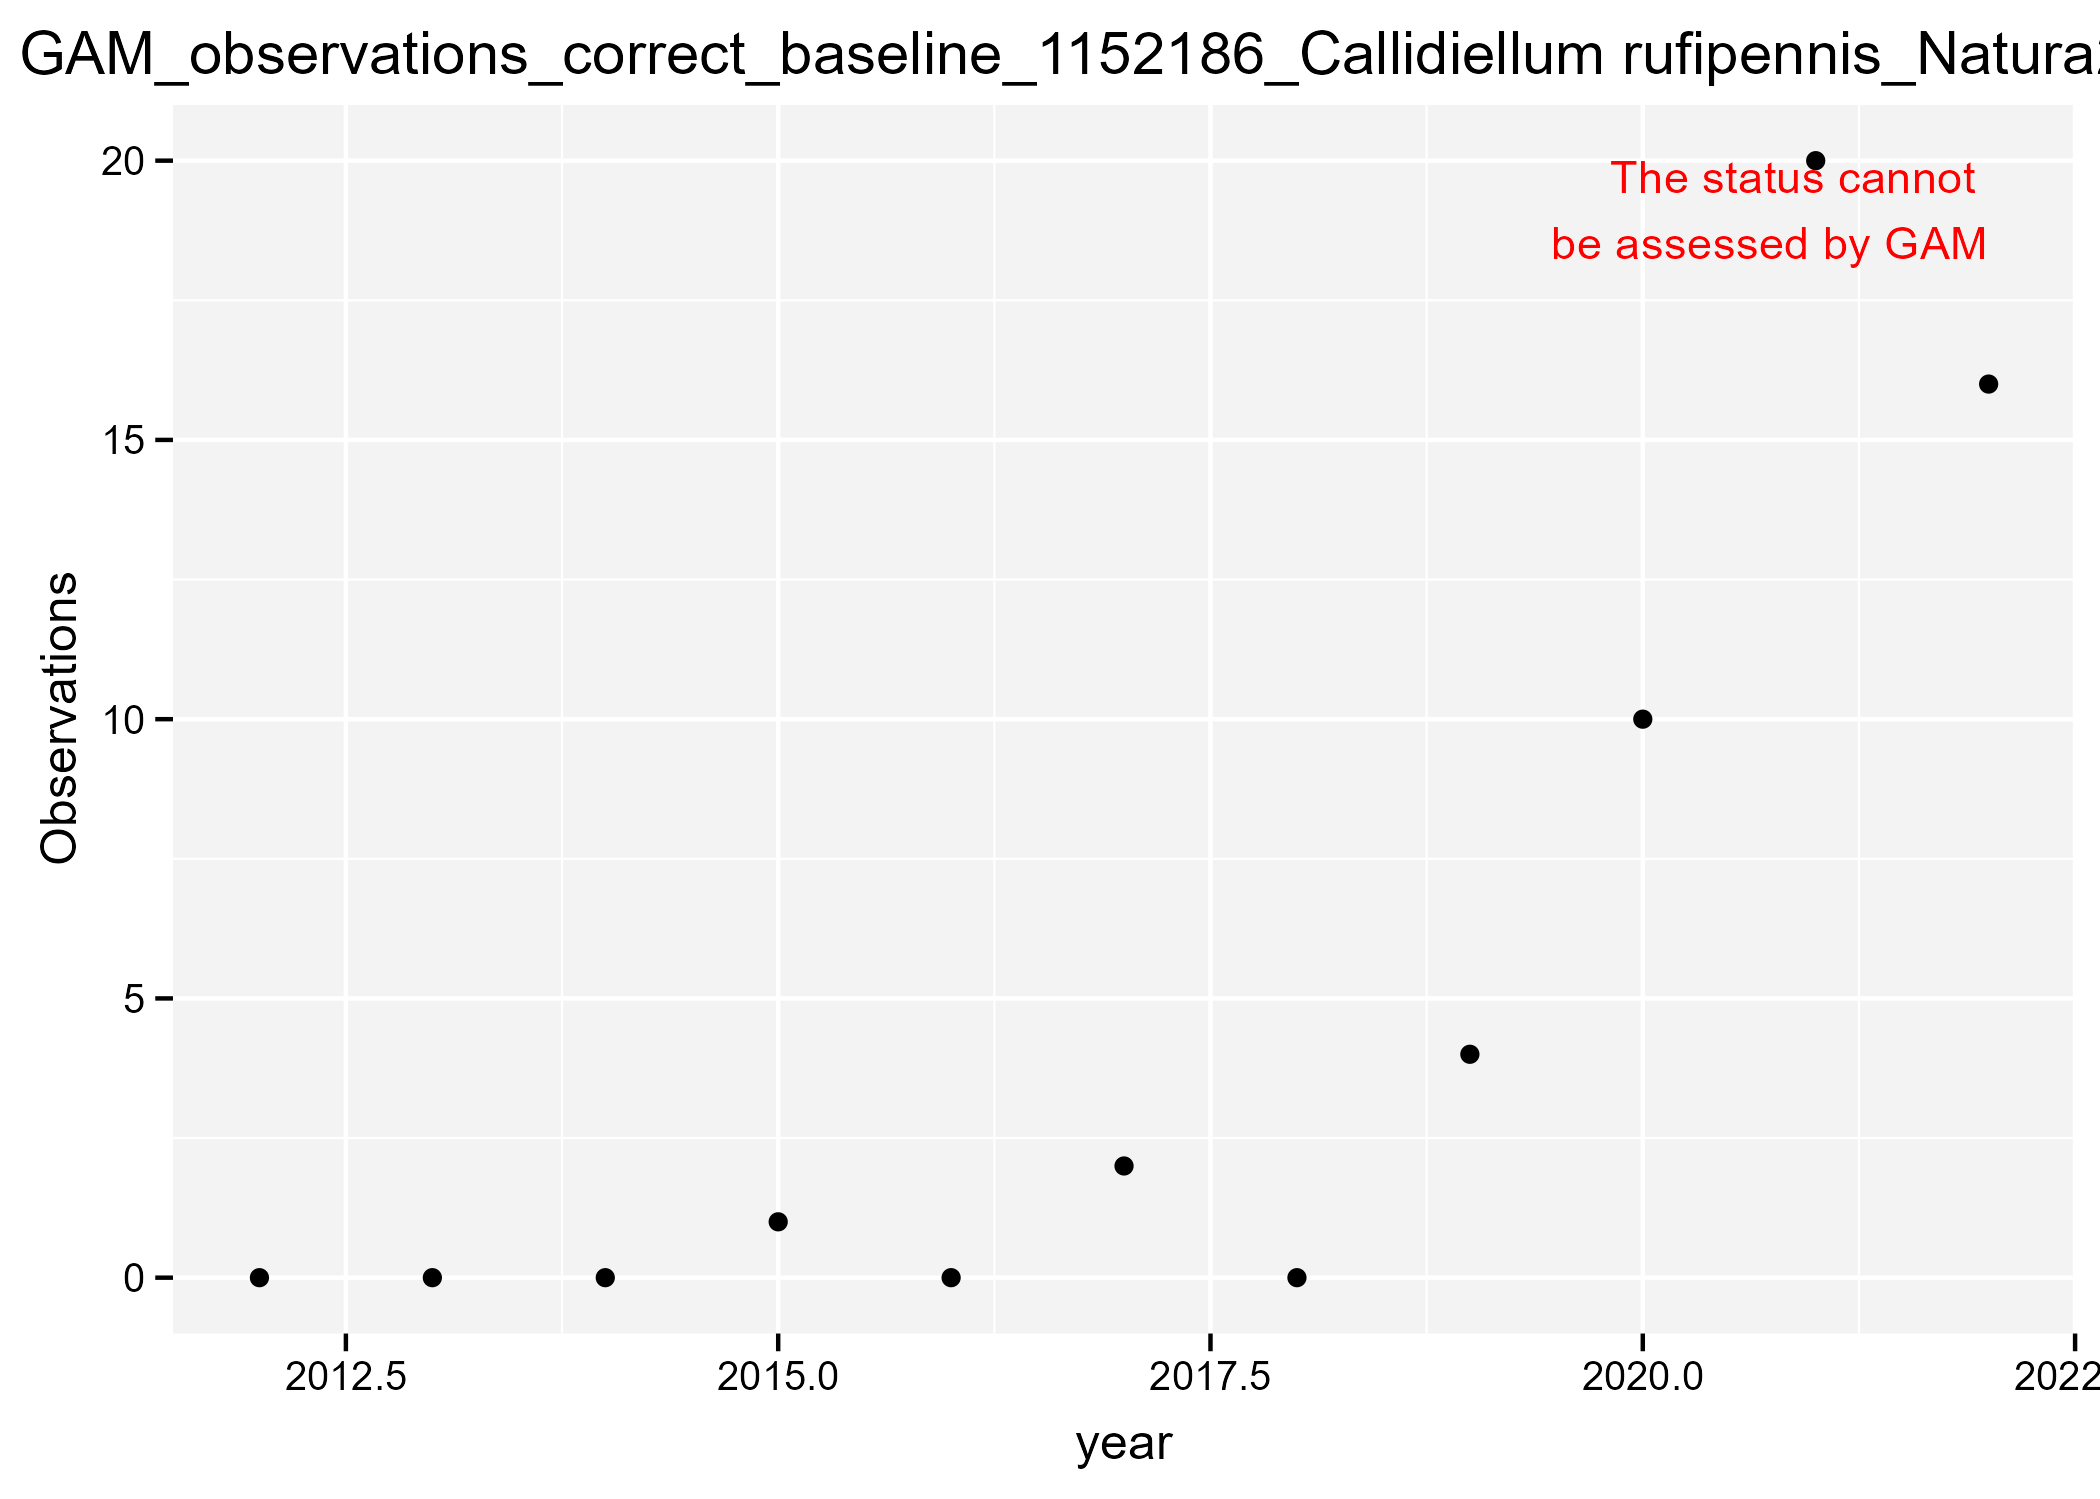 GAM_observations_correct_baseline_1152186_Callidiellum rufipennis_Natura
20
The status cannot
be assessed by GAM
15
10
5
0
Observations
2012.5
2015.0
2017.5
2020.0
2022
year